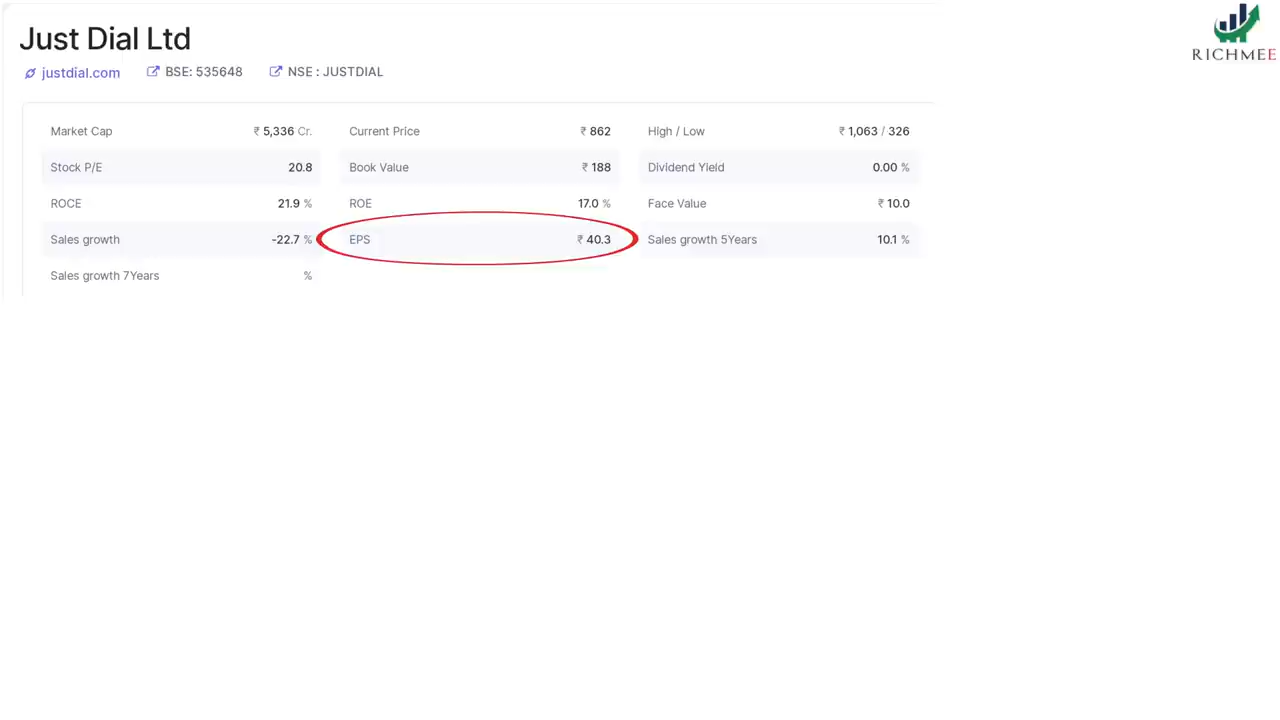 Just Dial Ltd
RICHMEE
justdial.com BSE: 535648 NSE : JUSTDIAL
Market Cap ₹ 5,336 Cr. Current Price ₹ 862 High / Low ₹ 1,063 / 326
Stock P/E 20.8 Book Value ₹ 188 Dividend Yield 0.00 %
ROCE 21.9 % ROE 17.0 % Face Value ₹ 10.0
Sales growth -22.7 % EPS ₹ 40.3 Sales growth 5Years 10.1 %
Sales growth 7Years %